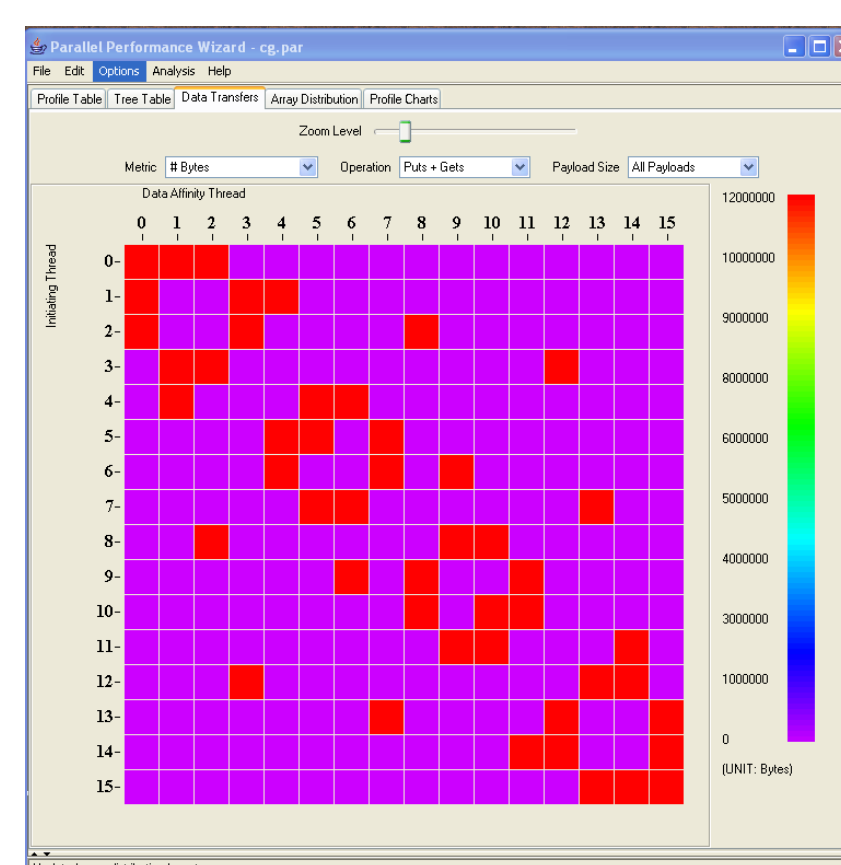 Parallel Performance Wizard - cg.par
File Edit Options Analysis Help
Profile Table Tree Table Data Transfers Array Distribution Profile Charts
Zoom Level
Metric # Bytes Operation Puts + Gets Payload Size All Payloads
Data Affinity Thread
0 1 2 3 4 5 6 7 8 9 10 11 12 13 14 15
Initiating Thread
0-
1-
2-
3-
4-
5-
6-
7-
8-
9-
10-
11-
12-
13-
14-
15-
12000000
10000000
9000000
8000000
6000000
5000000
4000000
3000000
1000000
0
(UNIT: Bytes)